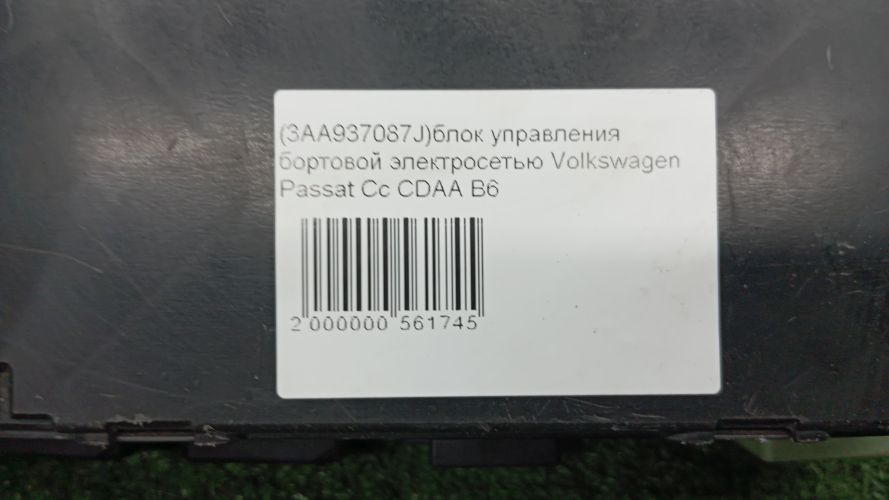 (3AA937087J)блок управления
бортовой электросетью Volkswagen
Passat Cc CDAA B6
2 000000 561745